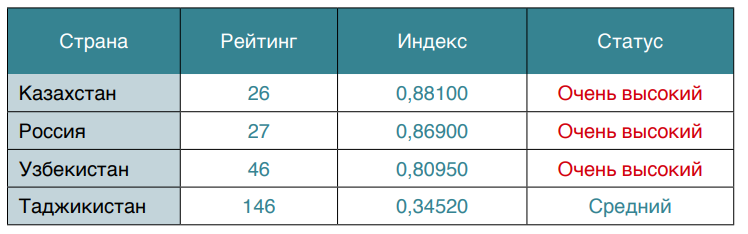 Страна Рейтинг Индекс Статус
Казахстан 26 0,88100 Очень высокий
Россия 27 0,86900 Очень высокий
Узбекистан 46 0,80950 Очень высокий
Таджикистан 146 0,34520 Средний